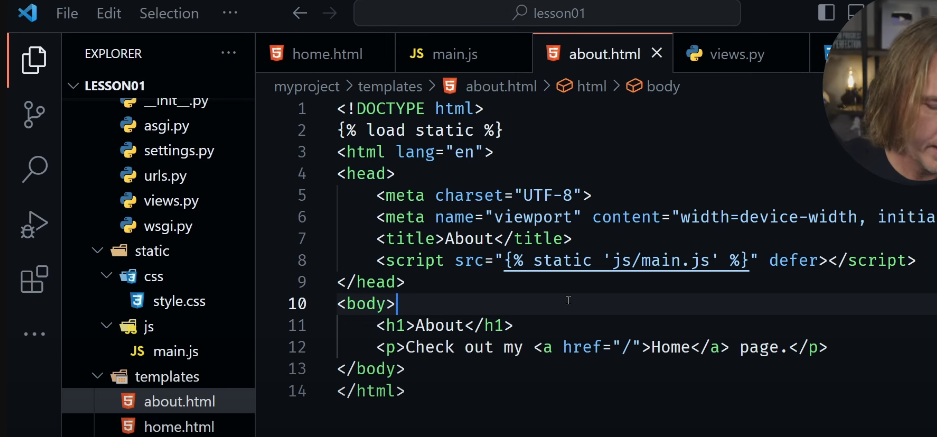 File Edit Selection ··· lesson01
EXPLORER ···
home.html JS main.js about.html views.py
LESSON01
myproject > templates > about.html > html > body
__init__.py
asgi.py
settings.py
urls.py
views.py
wsgi.py
static
css
style.css
js
JS main.js
templates
about.html
home.html
1 <!DOCTYPE html>
2 {% load static %}
3 <html lang="en">
4 <head>
5 <meta charset="UTF-8">
6 <meta name="viewport" content="width=device-width, initia
7 <title>About</title>
8 <script src="{% static 'js/main.js' %}" defer></script>
9 </head>
10 <body>
11 <h1>About</h1>
12 <p>Check out my <a href="/">Home</a> page.</p>
13 </body>
14 </html>